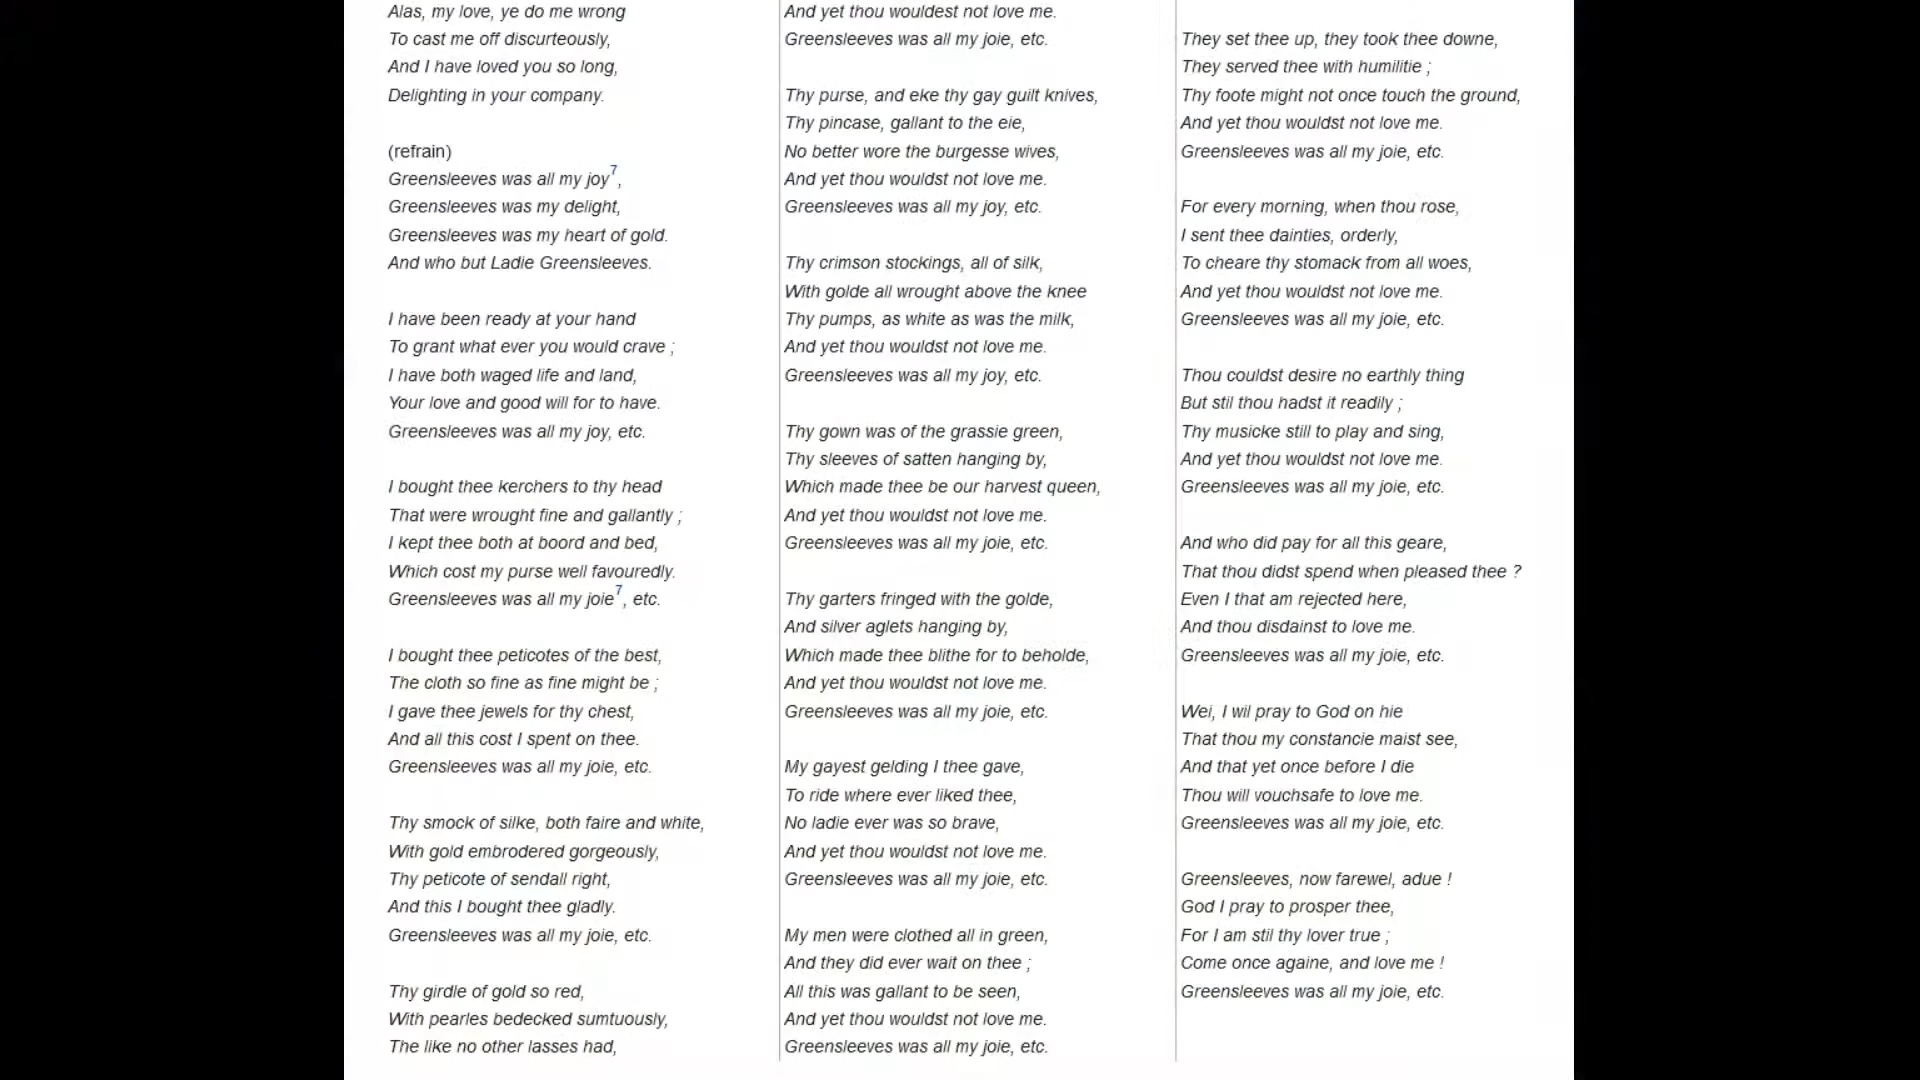 Alas, my love, ye do me wrong
To cast me off discurteously,
And I have loved you so long,
Delighting in your company.
(refrain)
Greensleeves was all my joy7,
Greensleeves was my delight,
Greensleeves was my heart of gold.
And who but Ladie Greensleeves.
I have been ready at your hand
To grant what ever you would crave ;
I have both waged life and land,
Your love and good will for to have.
Greensleeves was all my joy, etc.
I bought thee kerchers to thy head
That were wrought fine and gallantly ;
I kept thee both at boord and bed,
Which cost my purse well favouredly.
Greensleeves was all my joie7, etc.
I bought thee peticotes of the best,
The cloth so fine as fine might be ;
I gave thee jewels for thy chest,
And all this cost I spent on thee.
Greensleeves was all my joie, etc.
Thy smock of silke, both faire and white,
With gold embrodered gorgeously,
Thy peticote of sendall right,
And this I bought thee gladly.
Greensleeves was all my joie, etc.
Thy girdle of gold so red,
With pearles bedecked sumtuously,
The like no other lasses had,
And yet thou wouldest not love me.
Greensleeves was all my joie, etc.
Thy purse, and eke thy gay guilt knives,
Thy pincase, gallant to the eie,
No better wore the burgesse wives,
And yet thou wouldst not love me.
Greensleeves was all my joy, etc.
Thy crimson stockings, all of silk,
With golde all wrought above the knee
Thy pumps, as white as was the milk,
And yet thou wouldst not love me.
Greensleeves was all my joy, etc.
Thy gown was of the grassie green,
Thy sleeves of satten hanging by,
Which made thee be our harvest queen,
And yet thou wouldst not love me.
Greensleeves was all my joie, etc.
Thy garters fringed with the golde,
And silver aglets hanging by,
Which made thee blithe for to beholde,
And yet thou wouldst not love me.
Greensleeves was all my joie, etc.
My gayest gelding I thee gave,
To ride where ever liked thee,
No ladie ever was so brave,
And yet thou wouldst not love me.
Greensleeves was all my joie, etc.
My men were clothed all in green,
And they did ever wait on thee ;
All this was gallant to be seen,
And yet thou wouldst not love me.
Greensleeves was all my joie, etc.
They set thee up, they took thee downe,
They served thee with humilitie ;
Thy foote might not once touch the ground,
And yet thou wouldst not love me.
Greensleeves was all my joie, etc.
For every morning, when thou rose,
I sent thee dainties, orderly,
To cheare thy stomack from all woes,
And yet thou wouldst not love me.
Greensleeves was all my joie, etc.
Thou couldst desire no earthly thing
But stil thou hadst it readily ;
Thy musicke still to play and sing,
And yet thou wouldst not love me.
Greensleeves was all my joie, etc.
And who did pay for all this geare,
That thou didst spend when pleased thee ?
Even I that am rejected here,
And thou disdainst to love me.
Greensleeves was all my joie, etc.
Wei, I wil pray to God on hie
That thou my constancie maist see,
And that yet once before I die
Thou will vouchsafe to love me.
Greensleeves was all my joie, etc.
Greensleeves, now farewel, adue !
God I pray to prosper thee,
For I am stil thy lover true ;
Come once againe, and love me !
Greensleeves was all my joie, etc.